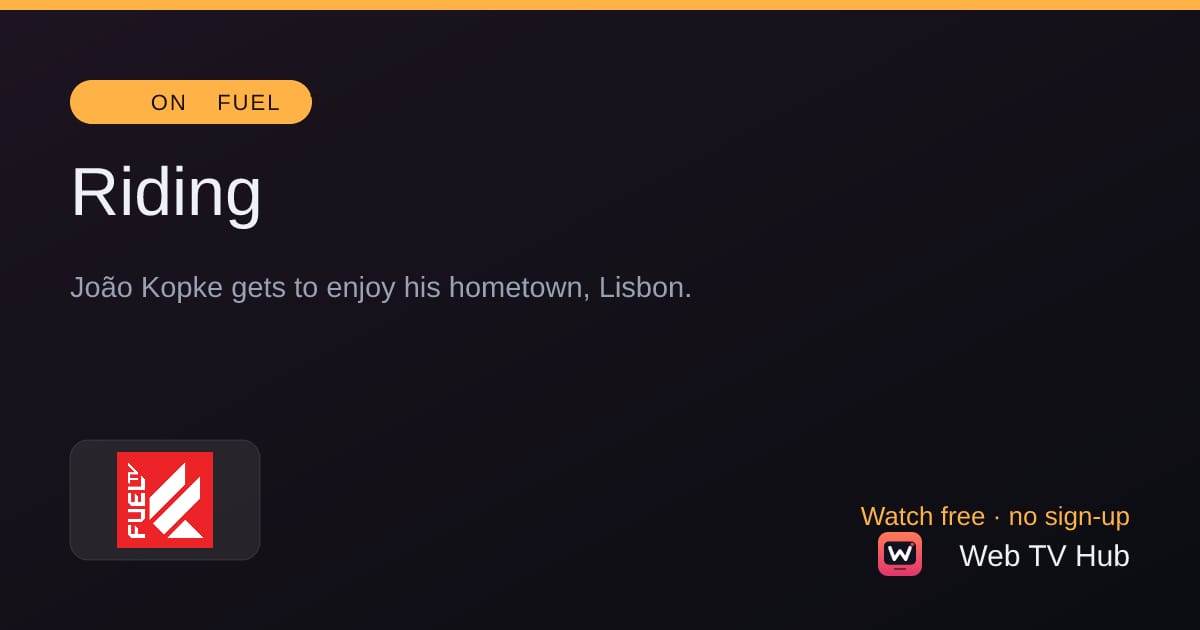 ON FUEL TV
Riding
João Kopke gets to enjoy his hometown, Lisbon.
FUEL TV
Watch free · no sign-up
W
Web TV Hub